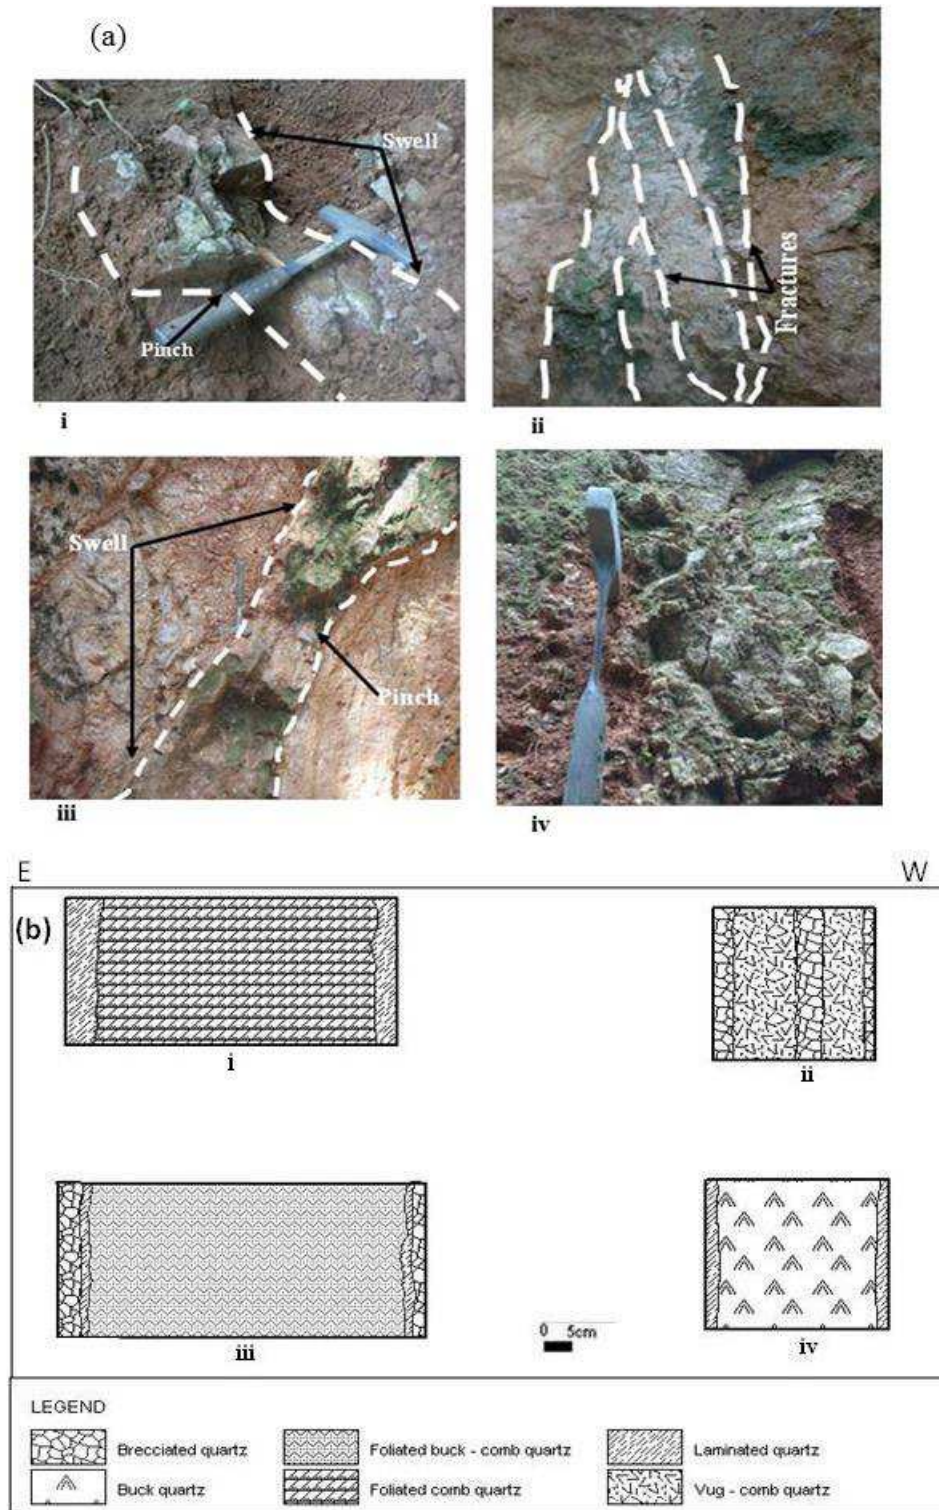 (a)
Swell
Pinch
i
Fractures
ii
Swell
Pinch
iii
iv
E W
(b)
i
ii
iii
0 5cm
iv
LEGEND
Brecciated quartz Foliated buck - comb quartz Laminated quartz
Buck quartz Foliated comb quartz Vug - comb quartz